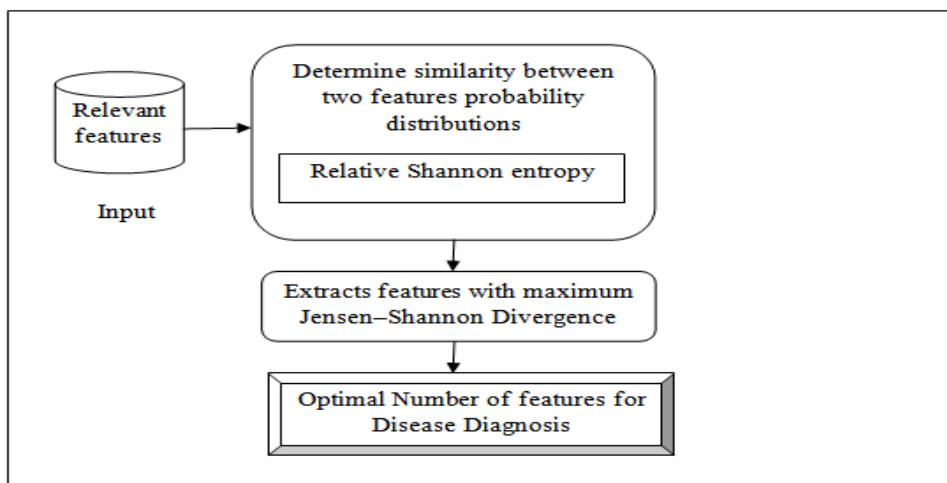 Relevant
features
Input
Determine similarity between
two features probability
distributions
Relative Shannon entropy
Extracts features with maximum
Jensen–Shannon Divergence
Optimal Number of features for
Disease Diagnosis